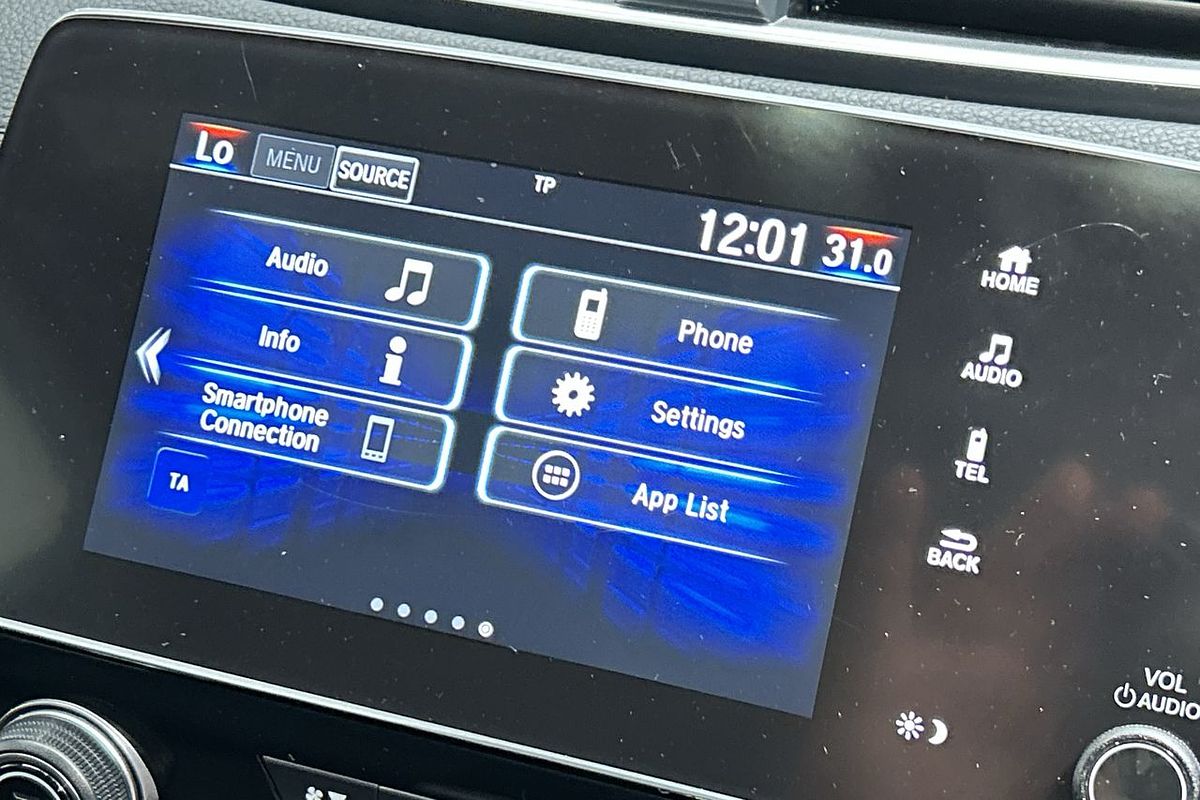 Lo
MENU
SOURCE
TP
12:01
31.0
Audio
Phone
Info
Settings
Smartphone
Connection
App List
TA
HOME
AUDIO
TEL
BACK
VOL
AUDIO